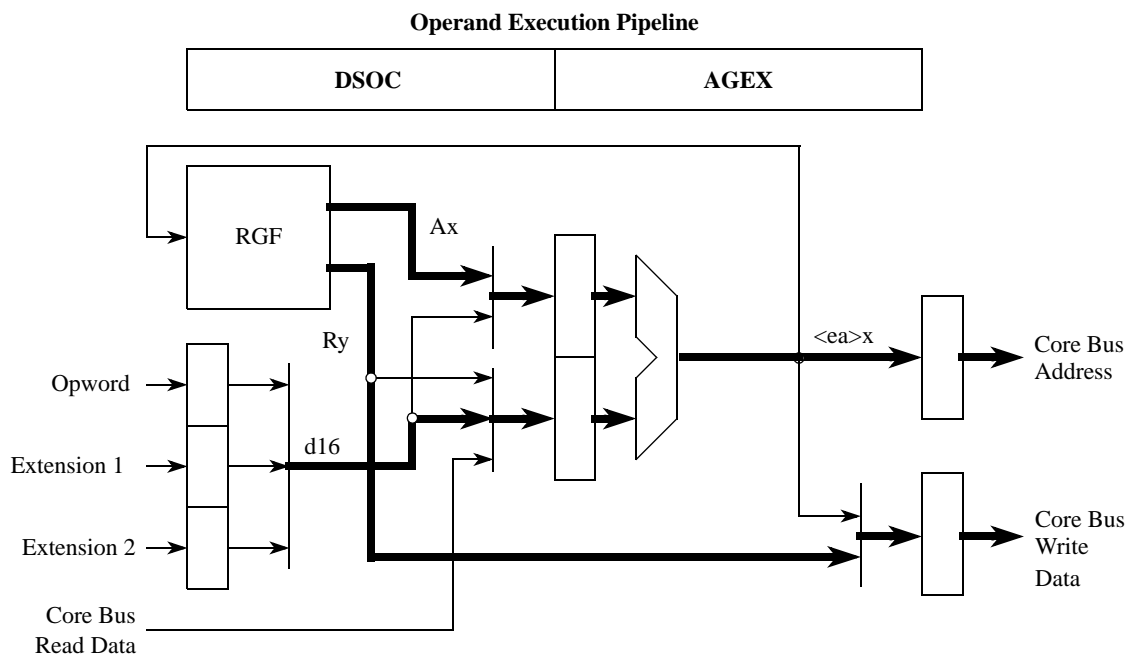 Operand Execution Pipeline
DSOC
AGEX
RGF
Ax
Ry
<ea>x
Core Bus
Address
Opword
d16
Extension 1
Extension 2
Core Bus
Write
Data
Core Bus
Read Data